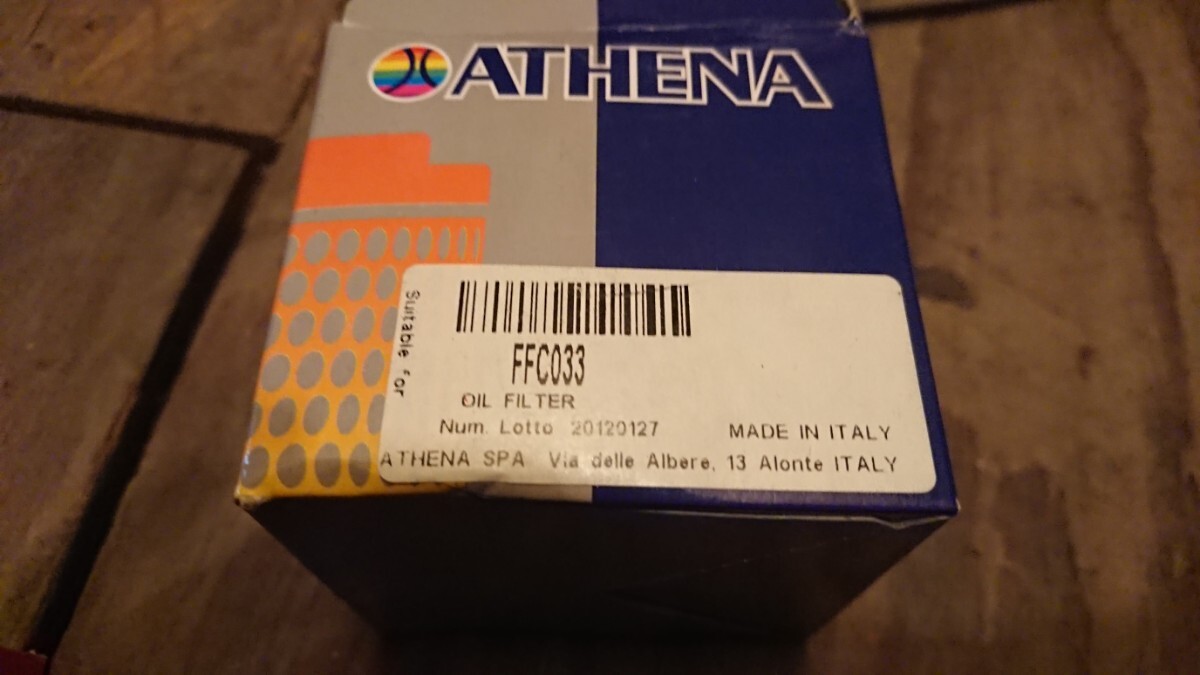 ATHENA
Suitable for
FFC033
OIL FILTER
Num. Lotto 20120127
MADE IN ITALY
ATHENA SPA Via delle Albere, 13 Alonte ITALY